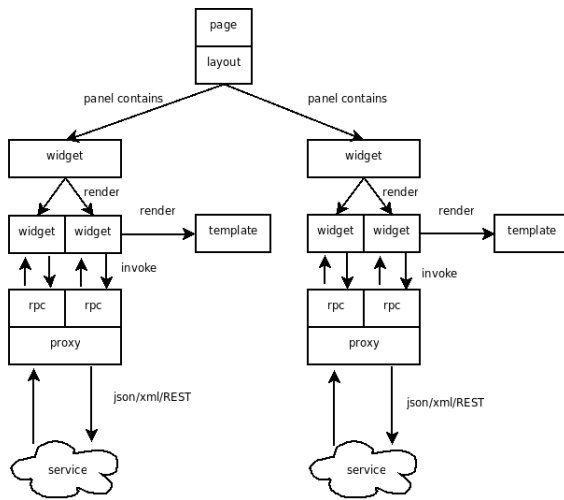 page
layout
panel contains
panel contains
widget
widget
render
render
widget
widget
render
template
widget
widget
render
template
invoke
invoke
rpc
rpc
rpc
rpc
proxy
proxy
json/xml/REST
json/xml/REST
service
service